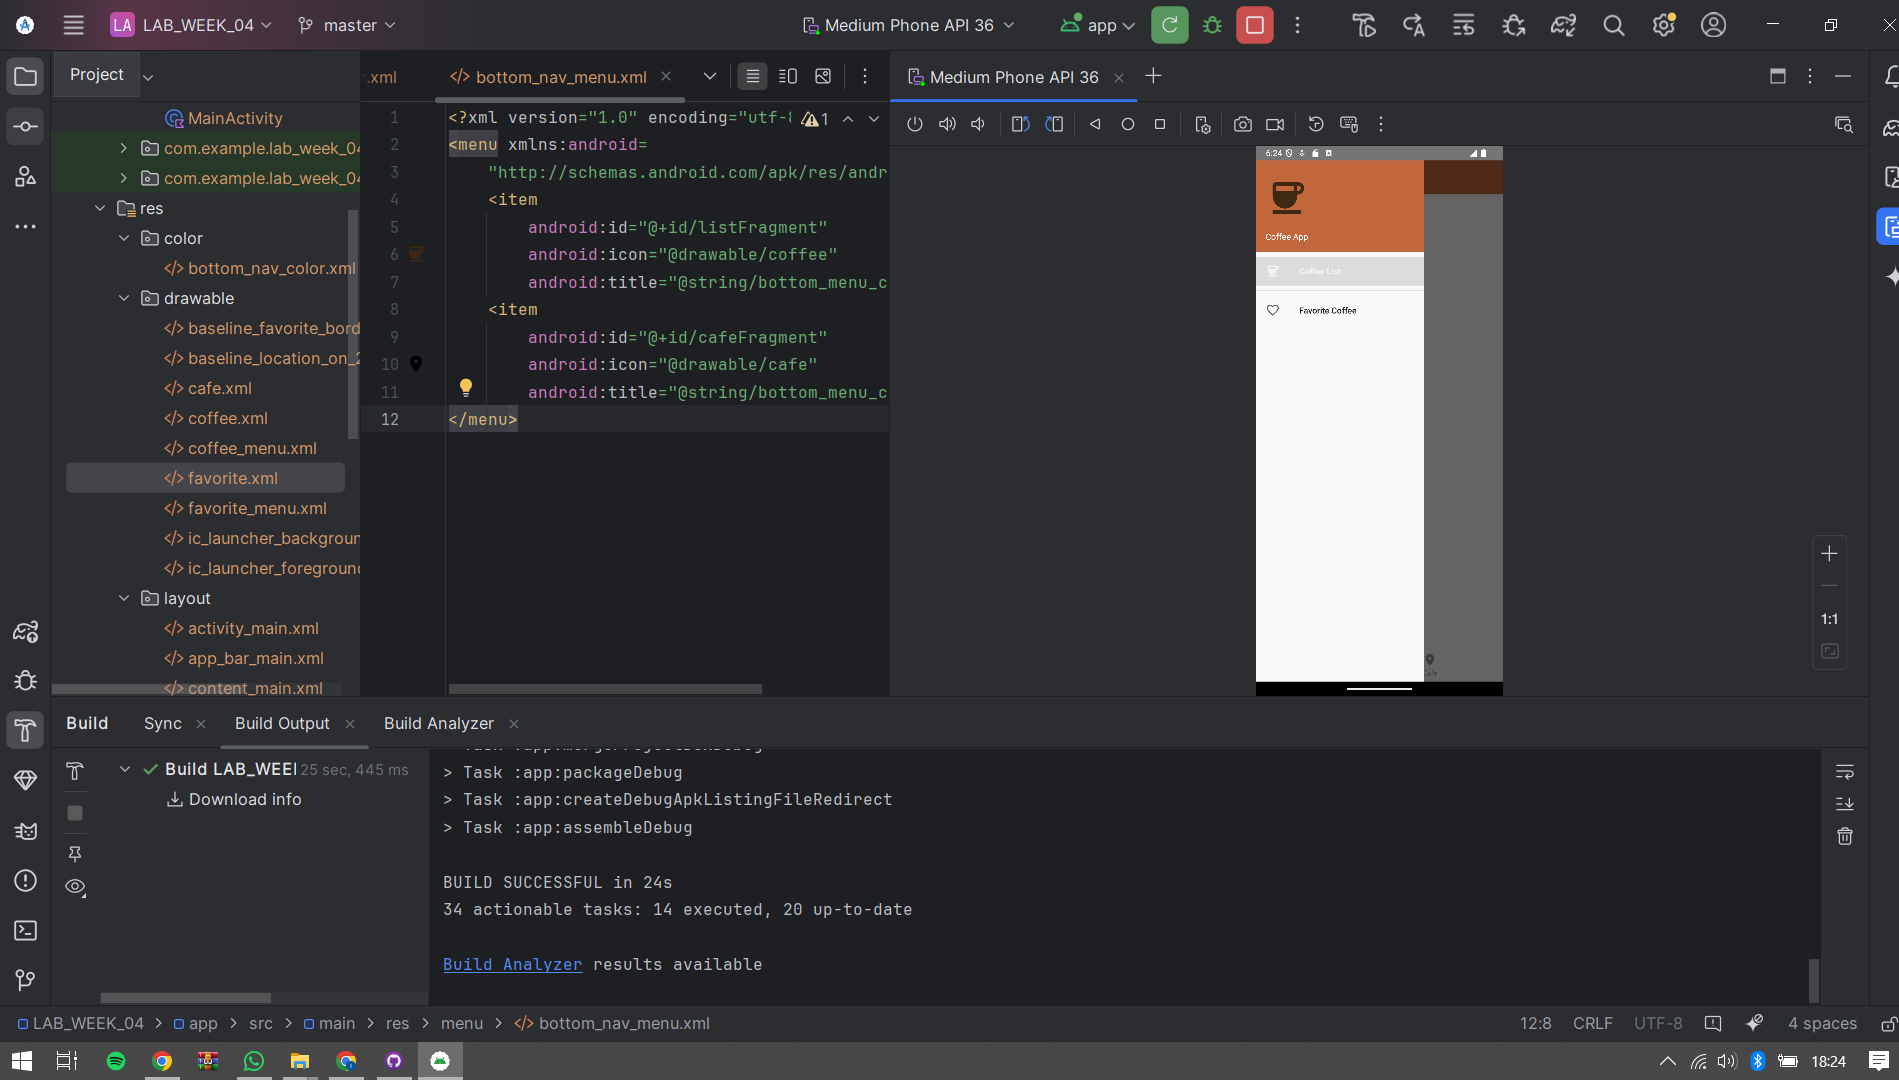 LA LAB_WEEK_04 master Medium Phone API 36 app
Project
.xml bottom_nav_menu.xml
Medium Phone API 36
MainActivity
com.example.lab_week_04
com.example.lab_week_04
res
color
bottom_nav_color.xml
drawable
baseline_favorite_bord
baseline_location_on_2
cafe.xml
coffee.xml
coffee_menu.xml
favorite.xml
favorite_menu.xml
ic_launcher_backgroun
ic_launcher_foreground
layout
activity_main.xml
app_bar_main.xml
content_main.xml
1 <?xml version="1.0" encoding="utf-8 1
2 <menu xmlns:android=
3 "http://schemas.android.com/apk/res/andr
4 <item
5 android:id="@+id/listFragment"
6 android:icon="@drawable/coffee"
7 android:title="@string/bottom_menu_c
8 <item
9 android:id="@+id/cafeFragment"
10 android:icon="@drawable/cafe"
11 android:title="@string/bottom_menu_c
12 </menu>
6:24
Coffee App
Coffee List
Favorite Coffee
1:1
Build Sync Build Output Build Analyzer
Build LAB_WEEK 25 sec, 445 ms
Download info
> Task :app:packageDebug
> Task :app:createDebugApkListingFileRedirect
> Task :app:assembleDebug
BUILD SUCCESSFUL in 24s
34 actionable tasks: 14 executed, 20 up-to-date
Build Analyzer results available
LAB_WEEK_04 > app > src > main > res > menu > bottom_nav_menu.xml
12:8 CRLF UTF-8 4 spaces
18:24